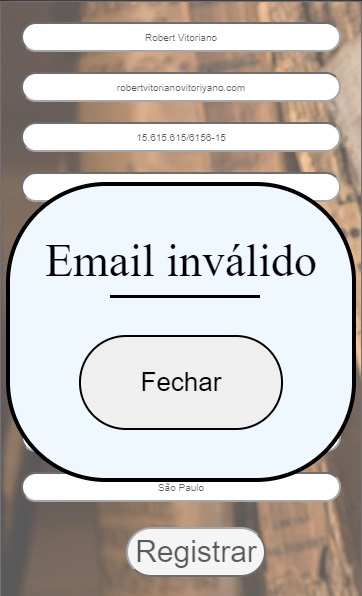 Robert Vitoriano
robertvitorianovitoriyano.com
15.615.615/6156-15
Email inválido
Fechar
São Paulo
Registrar